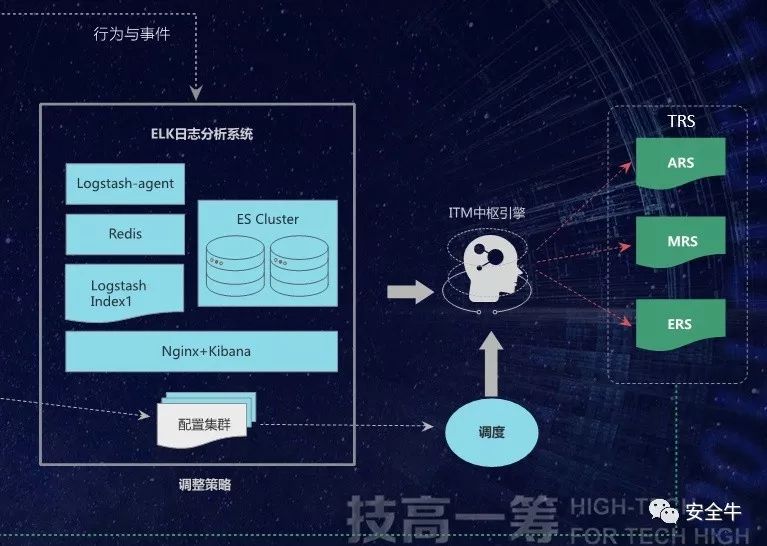 行为与事件
ELK日志分析系统
Logstash-agent
Redis
Logstash
Index1
ES Cluster
Nginx+Kibana
配置集群
调整策略
ITM中枢引擎
调度
TRS
ARS
MRS
ERS
技高一筹
HIGH-TECH
FOR TECH HIGH
安全牛